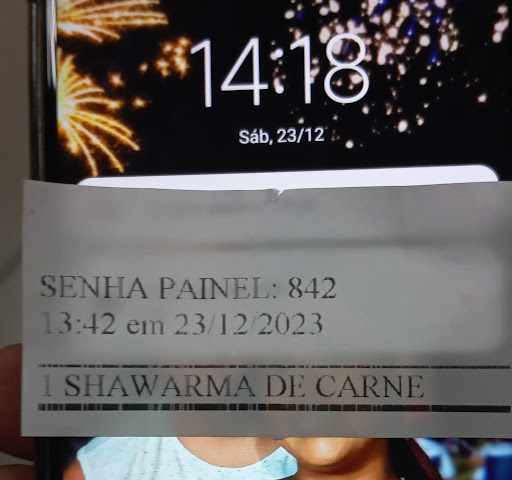 14:18
Sáb, 23/12
SENHA PAINEL: 842
13:42 em 23/12/2023
1 SHAWARMA DE CARNE